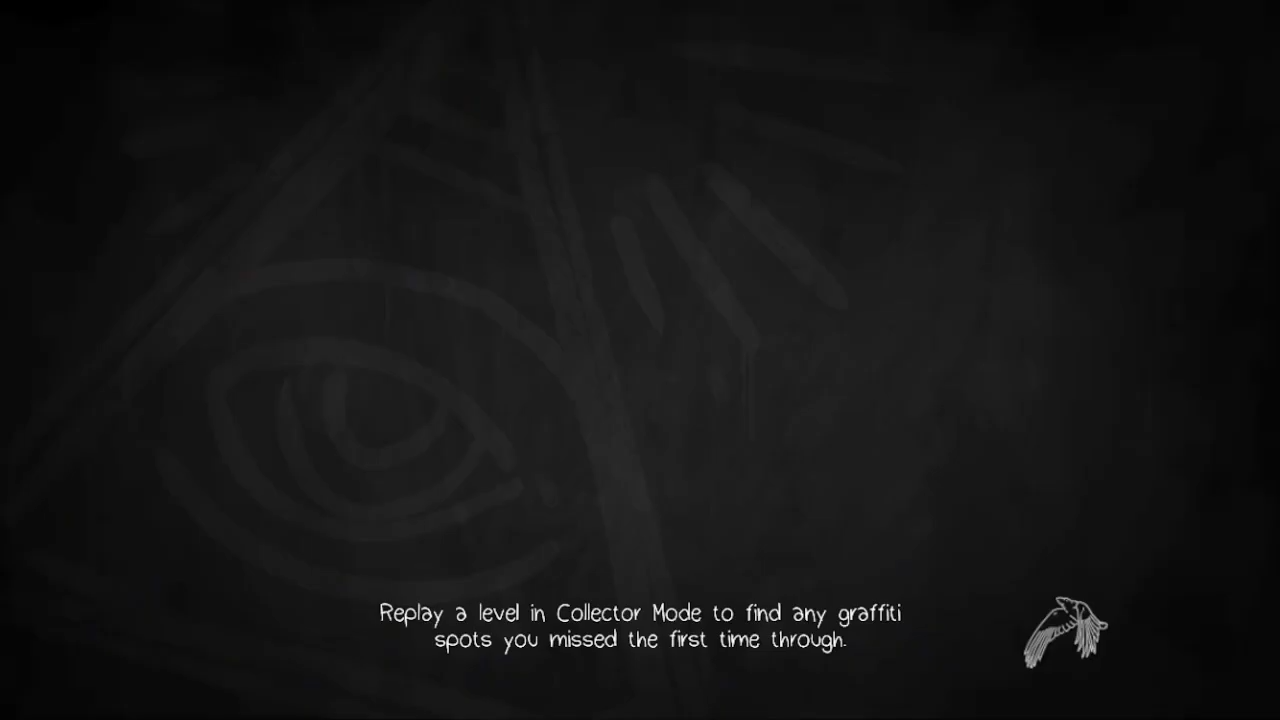 Replay a level in Collector Mode to find any graffiti
spots you missed the first time through.